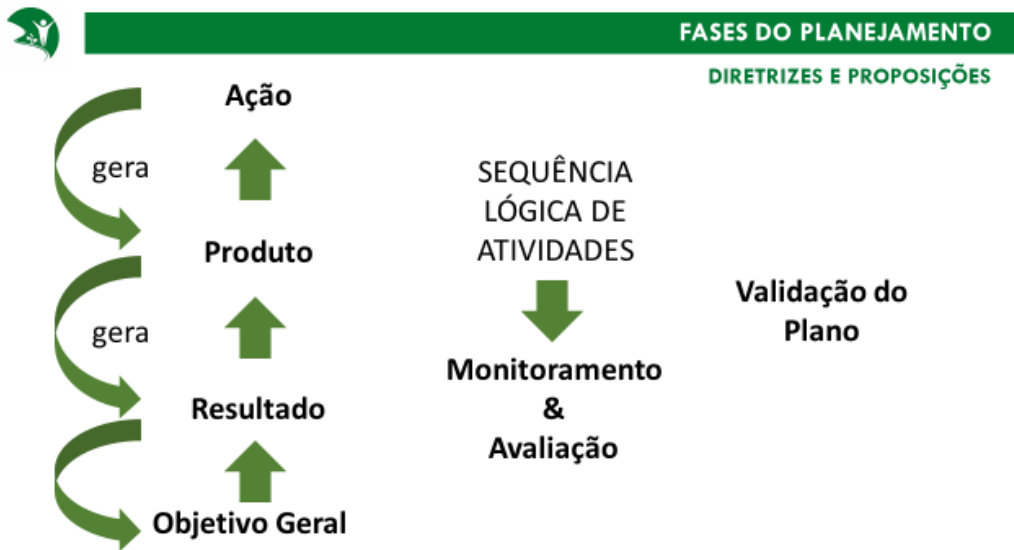 FASES DO PLANEJAMENTO
DIRETRIZES E PROPOSIÇÕES
Ação
gera
Produto
gera
Resultado
Objetivo Geral
SEQUÊNCIA
LÓGICA DE
ATIVIDADES
Monitoramento
&
Avaliação
Validação do
Plano